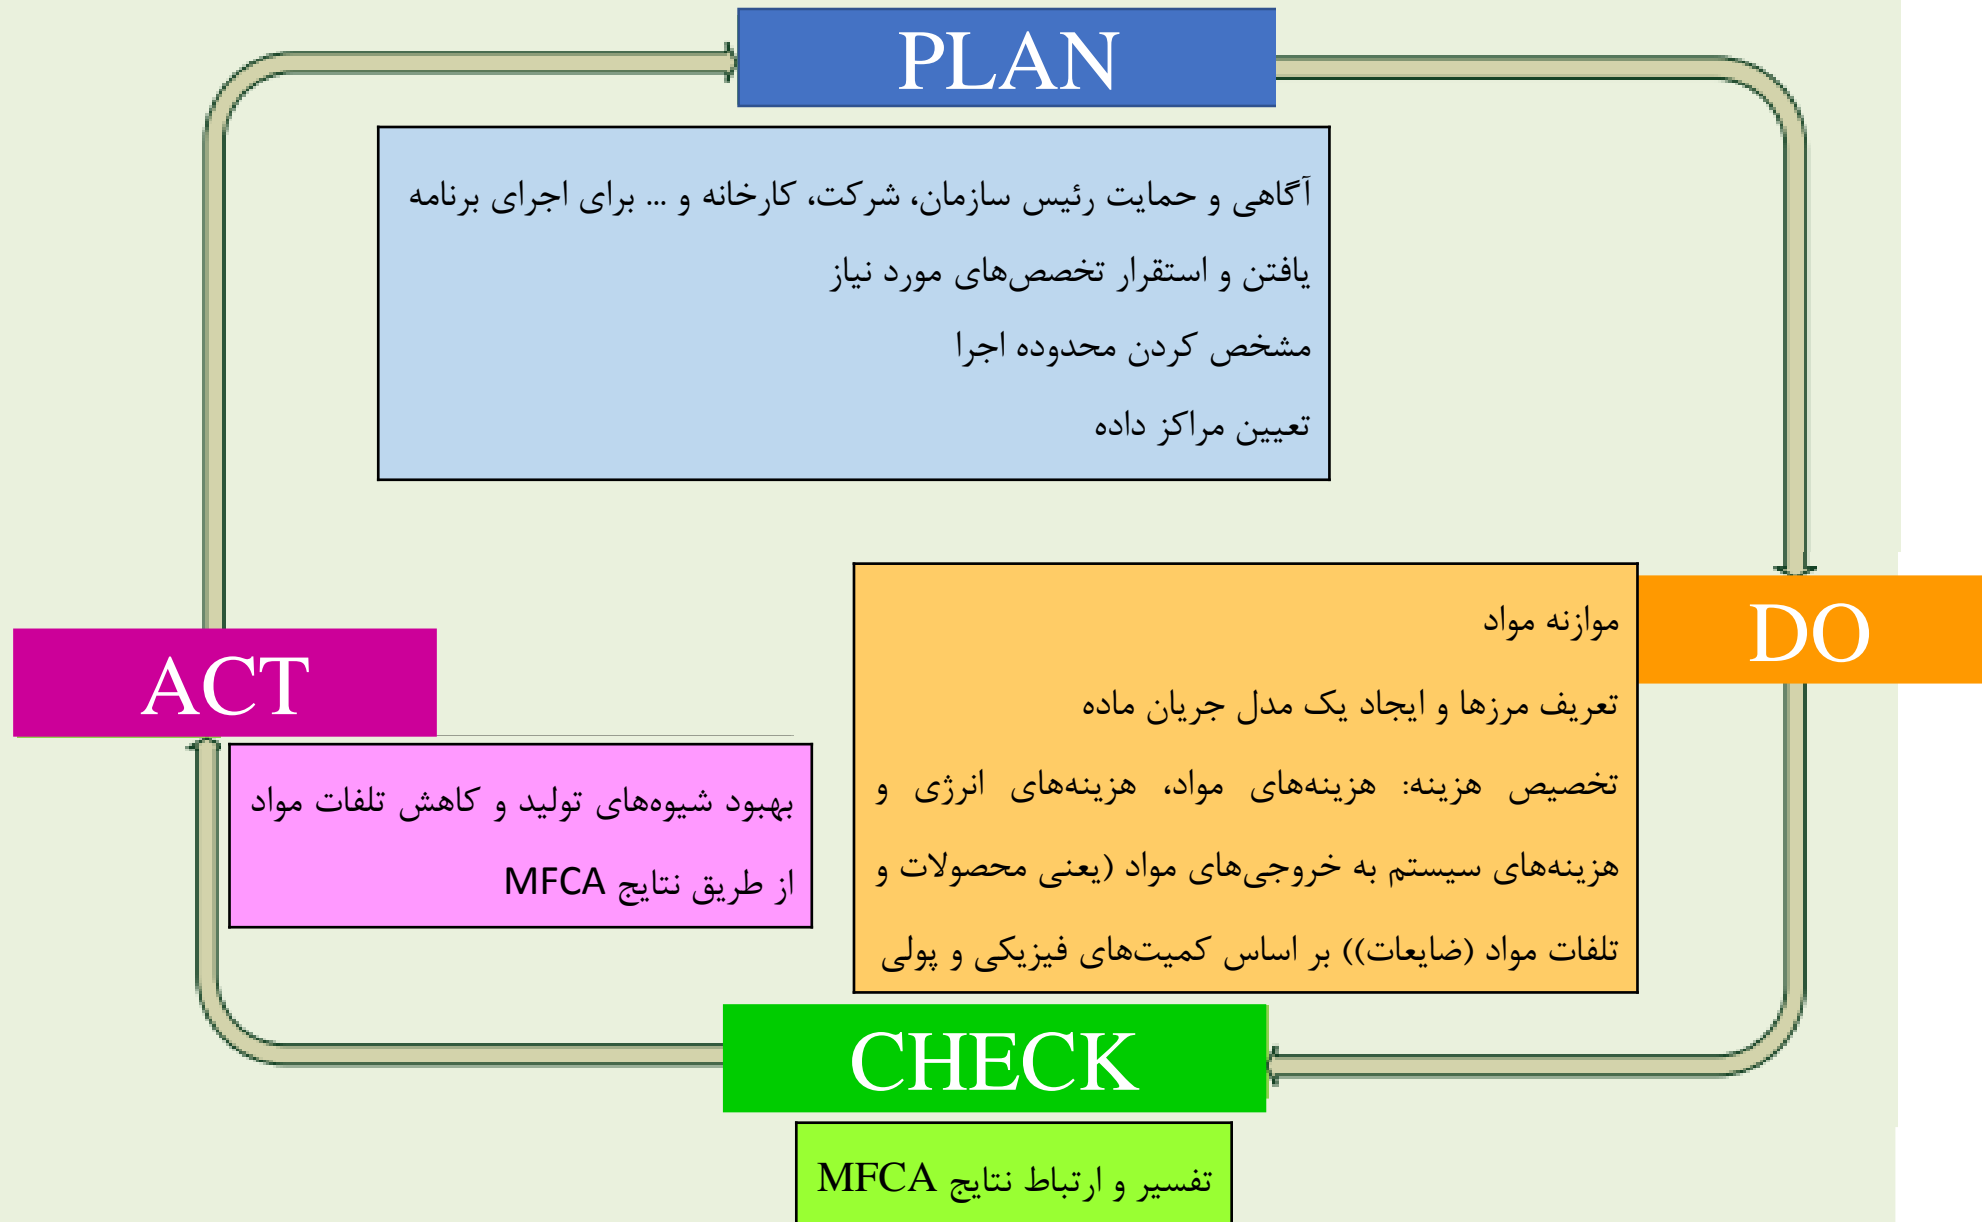 PLAN
آگاهی و حمایت رئیس سازمان، شرکت، کارخانه و ... برای اجرای برنامه
یافتن و استقرار تخصص‌های مورد نیاز
مشخص کردن محدوده اجرا
تعیین مراکز داده
DO
موازنه مواد
تعریف مرزها و ایجاد یک مدل جریان ماده
تخصیص هزینه: هزینه‌های مواد، هزینه‌های انرژی و
هزینه‌های سیستم به خروجی‌های مواد (یعنی محصولات و
تلفات مواد (ضایعات)) بر اساس کمیت‌های فیزیکی و پولی
CHECK
تفسیر و ارتباط نتایج MFCA
ACT
بهبود شیوه‌های تولید و کاهش تلفات مواد
از طریق نتایج MFCA